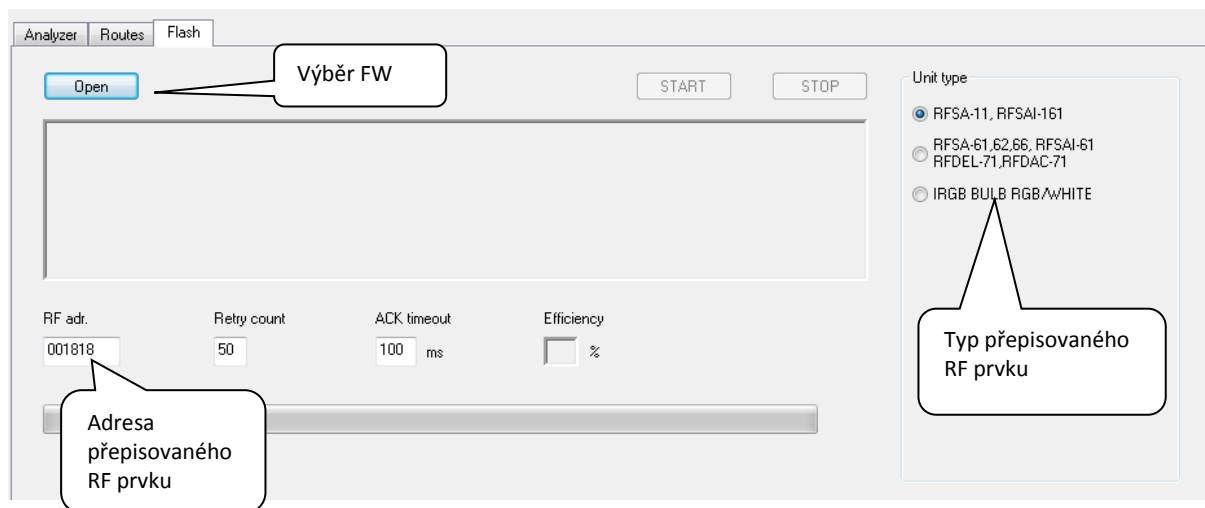 Analyzer Routes Flash
Open
Výběr FW
START STOP
Unit type
RFSA-11, RFSAI-161
RFSA-61,62,66, RFSAI-61
RFDEL-71,RFDAC-71
IRGB BULB RGB/WHITE
RF adr. Retry count ACK timeout Efficiency
001818 50 100 ms %
Typ přepisovaného
RF prvku
Adresa
přepisovaného
RF prvku